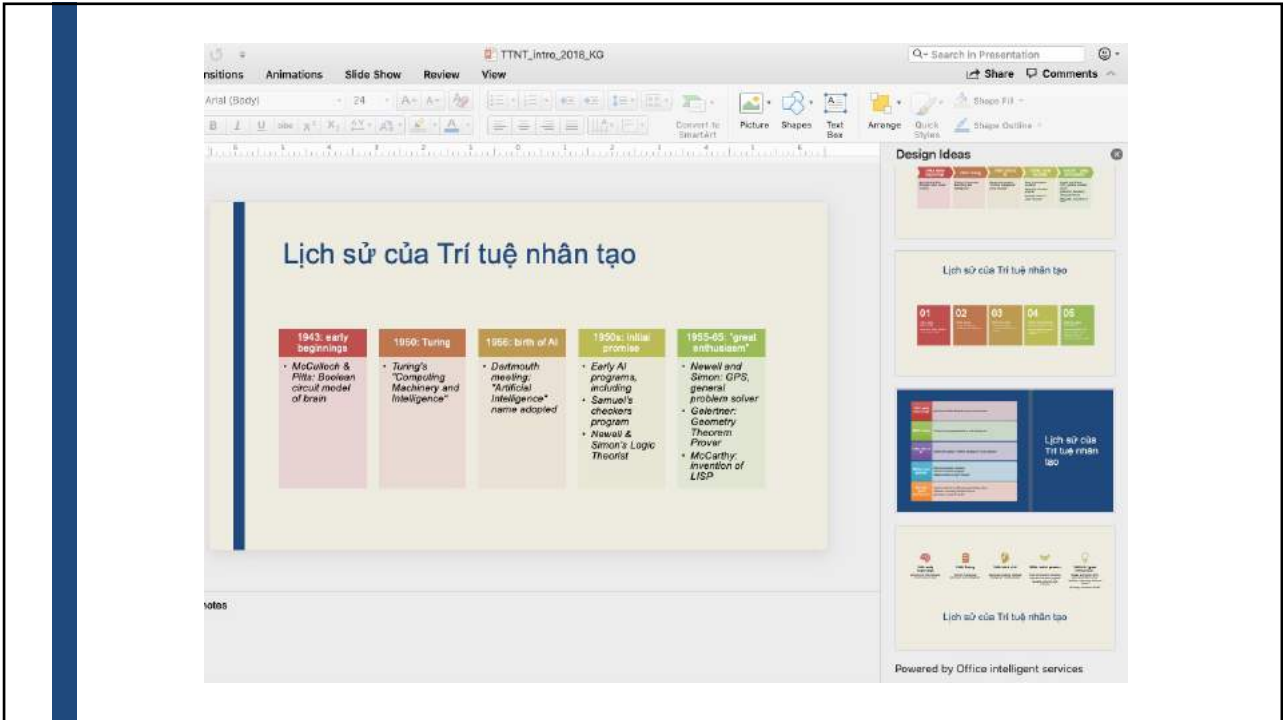 TTNT_intro_2018_KG
Search in Presentation
nsitions Animations Slide Show Review View
Share Comments
Arial (Body) 24
Convert to SmartArt
Picture
Shapes
Text Box
Arrange
Quick Styles
Shape Fill
Shape Outline
Design Ideas
Lịch sử của Trí tuệ nhân tạo
1943: early
beginnings
• McCulloch &
Pitts: Boolean
circuit model
of brain
1950: Turing
• Turing's
"Computing
Machinery and
Intelligence"
1956: birth of AI
• Dartmouth
meeting:
"Artificial
Intelligence"
name adopted
1950s: initial
promise
• Early AI
programs,
including
• Samuel's
checkers
program
• Newell &
Simon's Logic
Theorist
1955-65: "great
enthusiasm"
• Newell and
Simon: GPS,
general
problem solver
• Gelertner:
Geometry
Theorem
Prover
• McCarthy:
invention of
LISP
Lịch sử của Trí tuệ nhân tạo
01 02 03 04 05
Lịch sử của
Trí tuệ nhân
tạo
Lịch sử của Trí tuệ nhân tạo
notes
Powered by Office intelligent services